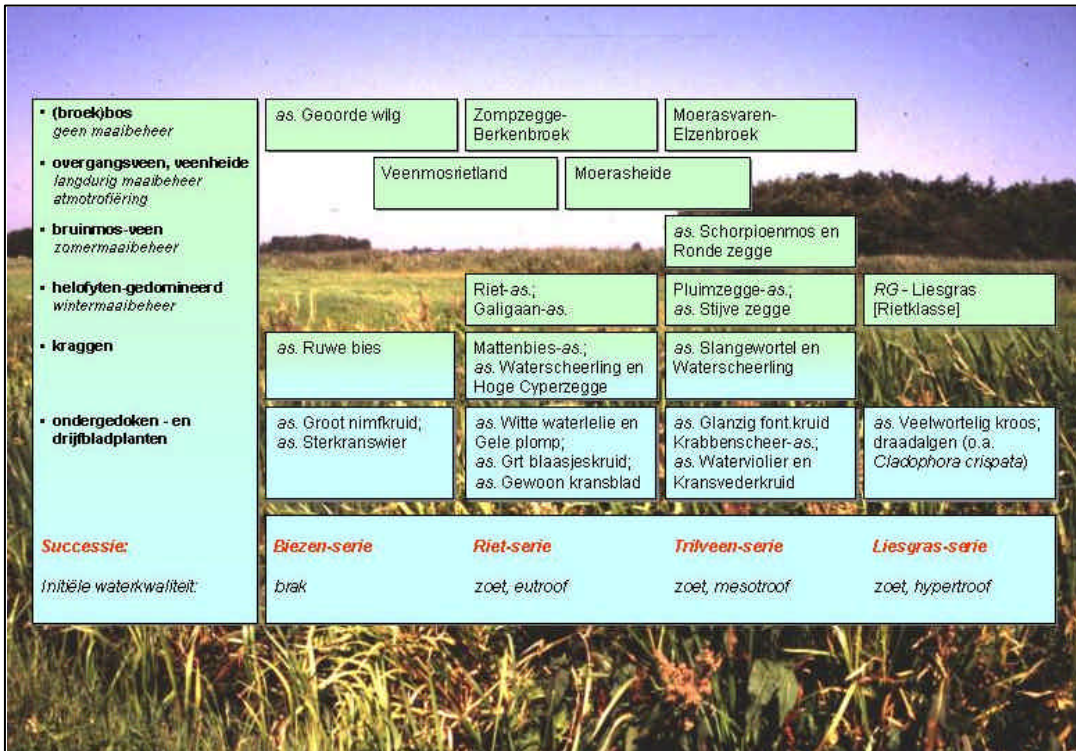 ▪ (broek)bos
geen maaibeheer
as. Geoorde wilg
Zompzegge-
Berkenbroek
Moerasvaren-
Elzenbroek
▪ overgangsveen, veenheide
langdurig maaibeheer
atmotrofiëring
Veenmosrietland
Moerasheide
▪ bruinmos-veen
zomermaaibeheer
as. Schorpioenmos en
Ronde zegge
▪ helofyten-gedomineerd
wintermaaibeheer
Riet-as.;
Galigaan-as.
Pluimzegge-as.;
as. Stijve zegge
RG - Liesgras
[Rietklasse]
▪ kraggen
as. Ruwe bies
Mattenbies-as.;
as. Waterscheerling en
Hoge Cyperzegge
as. Slangewortel en
Waterscheerling
▪ ondergedoken - en
drijfbladplanten
as. Groot nimfkruid;
as. Sterkranswier
as. Witte waterlelie en
Gele plomp;
as. Grt blaasjeskruid;
as. Gewoon kransblad
as. Glanzig font.kruid
Krabbenscheer-as.;
as. Waterviolier en
Kransvederkruid
as. Veelwortelig kroos;
draadalgen (o.a.
Cladophora crispata)
Successie:
Biezen-serie
Riet-serie
Trilveen-serie
Liesgras-serie
Initiële waterkwaliteit:
brak
zoet, eutroof
zoet, mesotroof
zoet, hypertroof